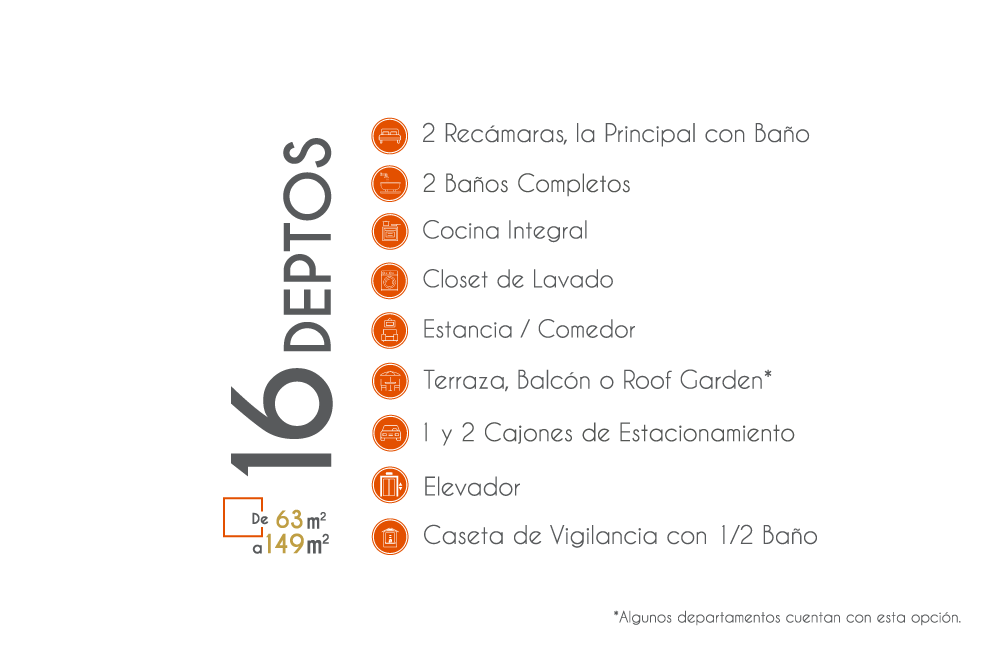 16 DEPTOS
De 63 m²
a 149 m²
2 Recámaras, la Principal con Baño
2 Baños Completos
Cocina Integral
Closet de Lavado
Estancia / Comedor
Terraza, Balcón o Roof Garden*
1 y 2 Cajones de Estacionamiento
Elevador
Caseta de Vigilancia con 1/2 Baño
*Algunos departamentos cuentan con esta opción.